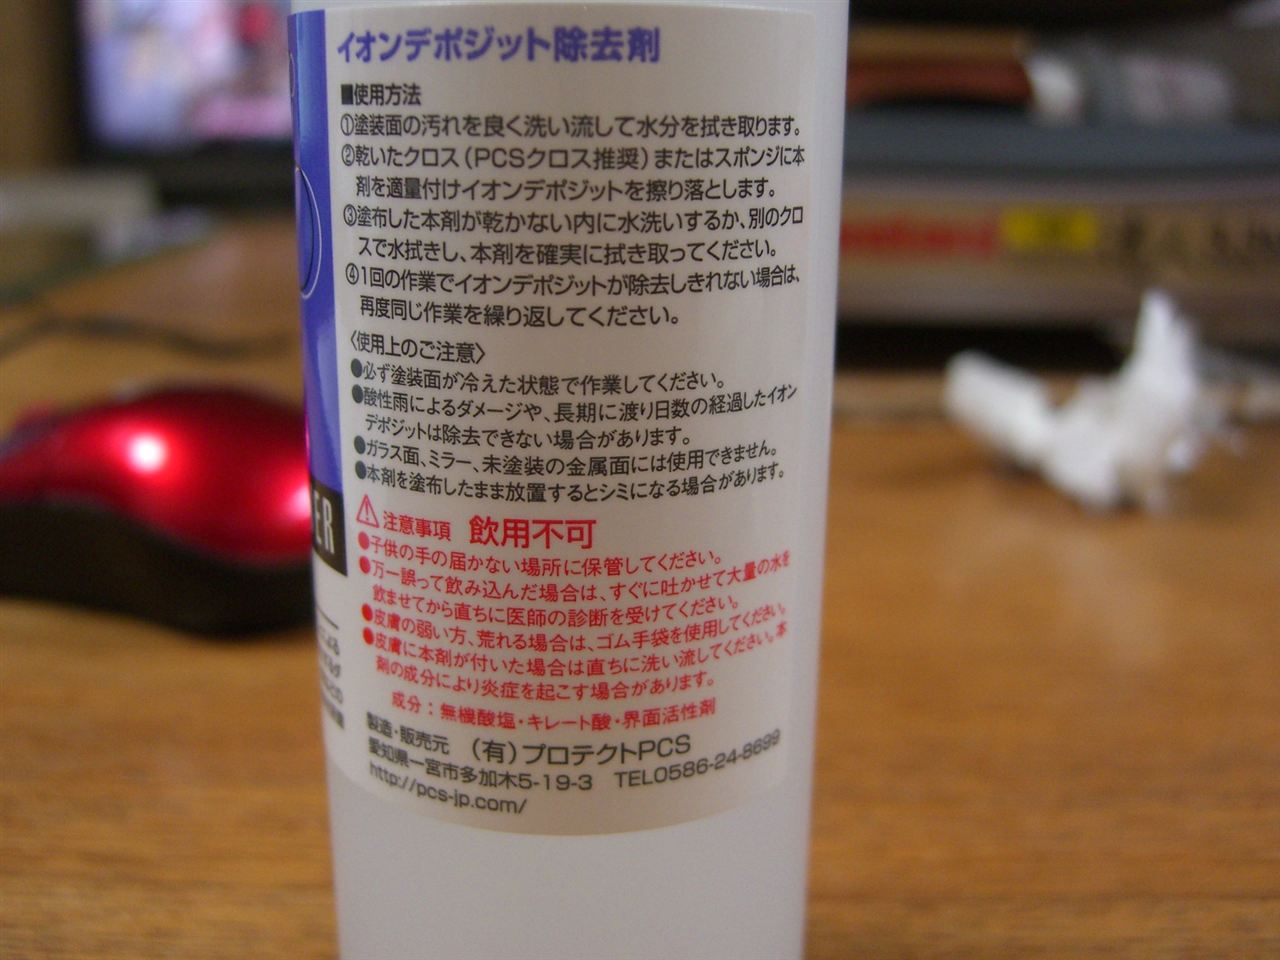 イオンデポジット除去剤
■使用方法
①塗装面の汚れを良く洗い流して水分を拭き取ります。
②乾いたクロス(PCSクロス推奨)またはスポンジに本
剤を適量付けイオンデポジットを擦り落とします。
③塗布した本剤が乾かない内に水洗いするか、別のクロ
スで水拭きし、本剤を確実に拭き取ってください。
④1回の作業でイオンデポジットが除去しきれない場合は、
再度同じ作業を繰り返してください。
〈使用上のご注意〉
●必ず塗装面が冷えた状態で作業してください。
●酸性雨によるダメージや、長期に渡り日数の経過したイオン
デポジットは除去できない場合があります。
●ガラス面、ミラー、未塗装の金属面には使用できません。
●本剤を塗布したまま放置するとシミになる場合があります。
注意事項 飲用不可
●子供の手の届かない場所に保管してください。
●万一誤って飲み込んだ場合は、すぐに吐かせて大量の水を
飲ませてから直ちに医師の診断を受けてください。
●皮膚の弱い方、荒れる場合は、ゴム手袋を使用してください。
●皮膚に本剤が付いた場合は直ちに洗い流してください。本
剤の成分により炎症を起こす場合があります。
成分：無機酸塩・キレート酸・界面活性剤
製造・販売元 (有)プロテクトPCS
愛知県一宮市多加木5-19-3 TEL0586-24-8699
http://pcs-jp.com/
ER